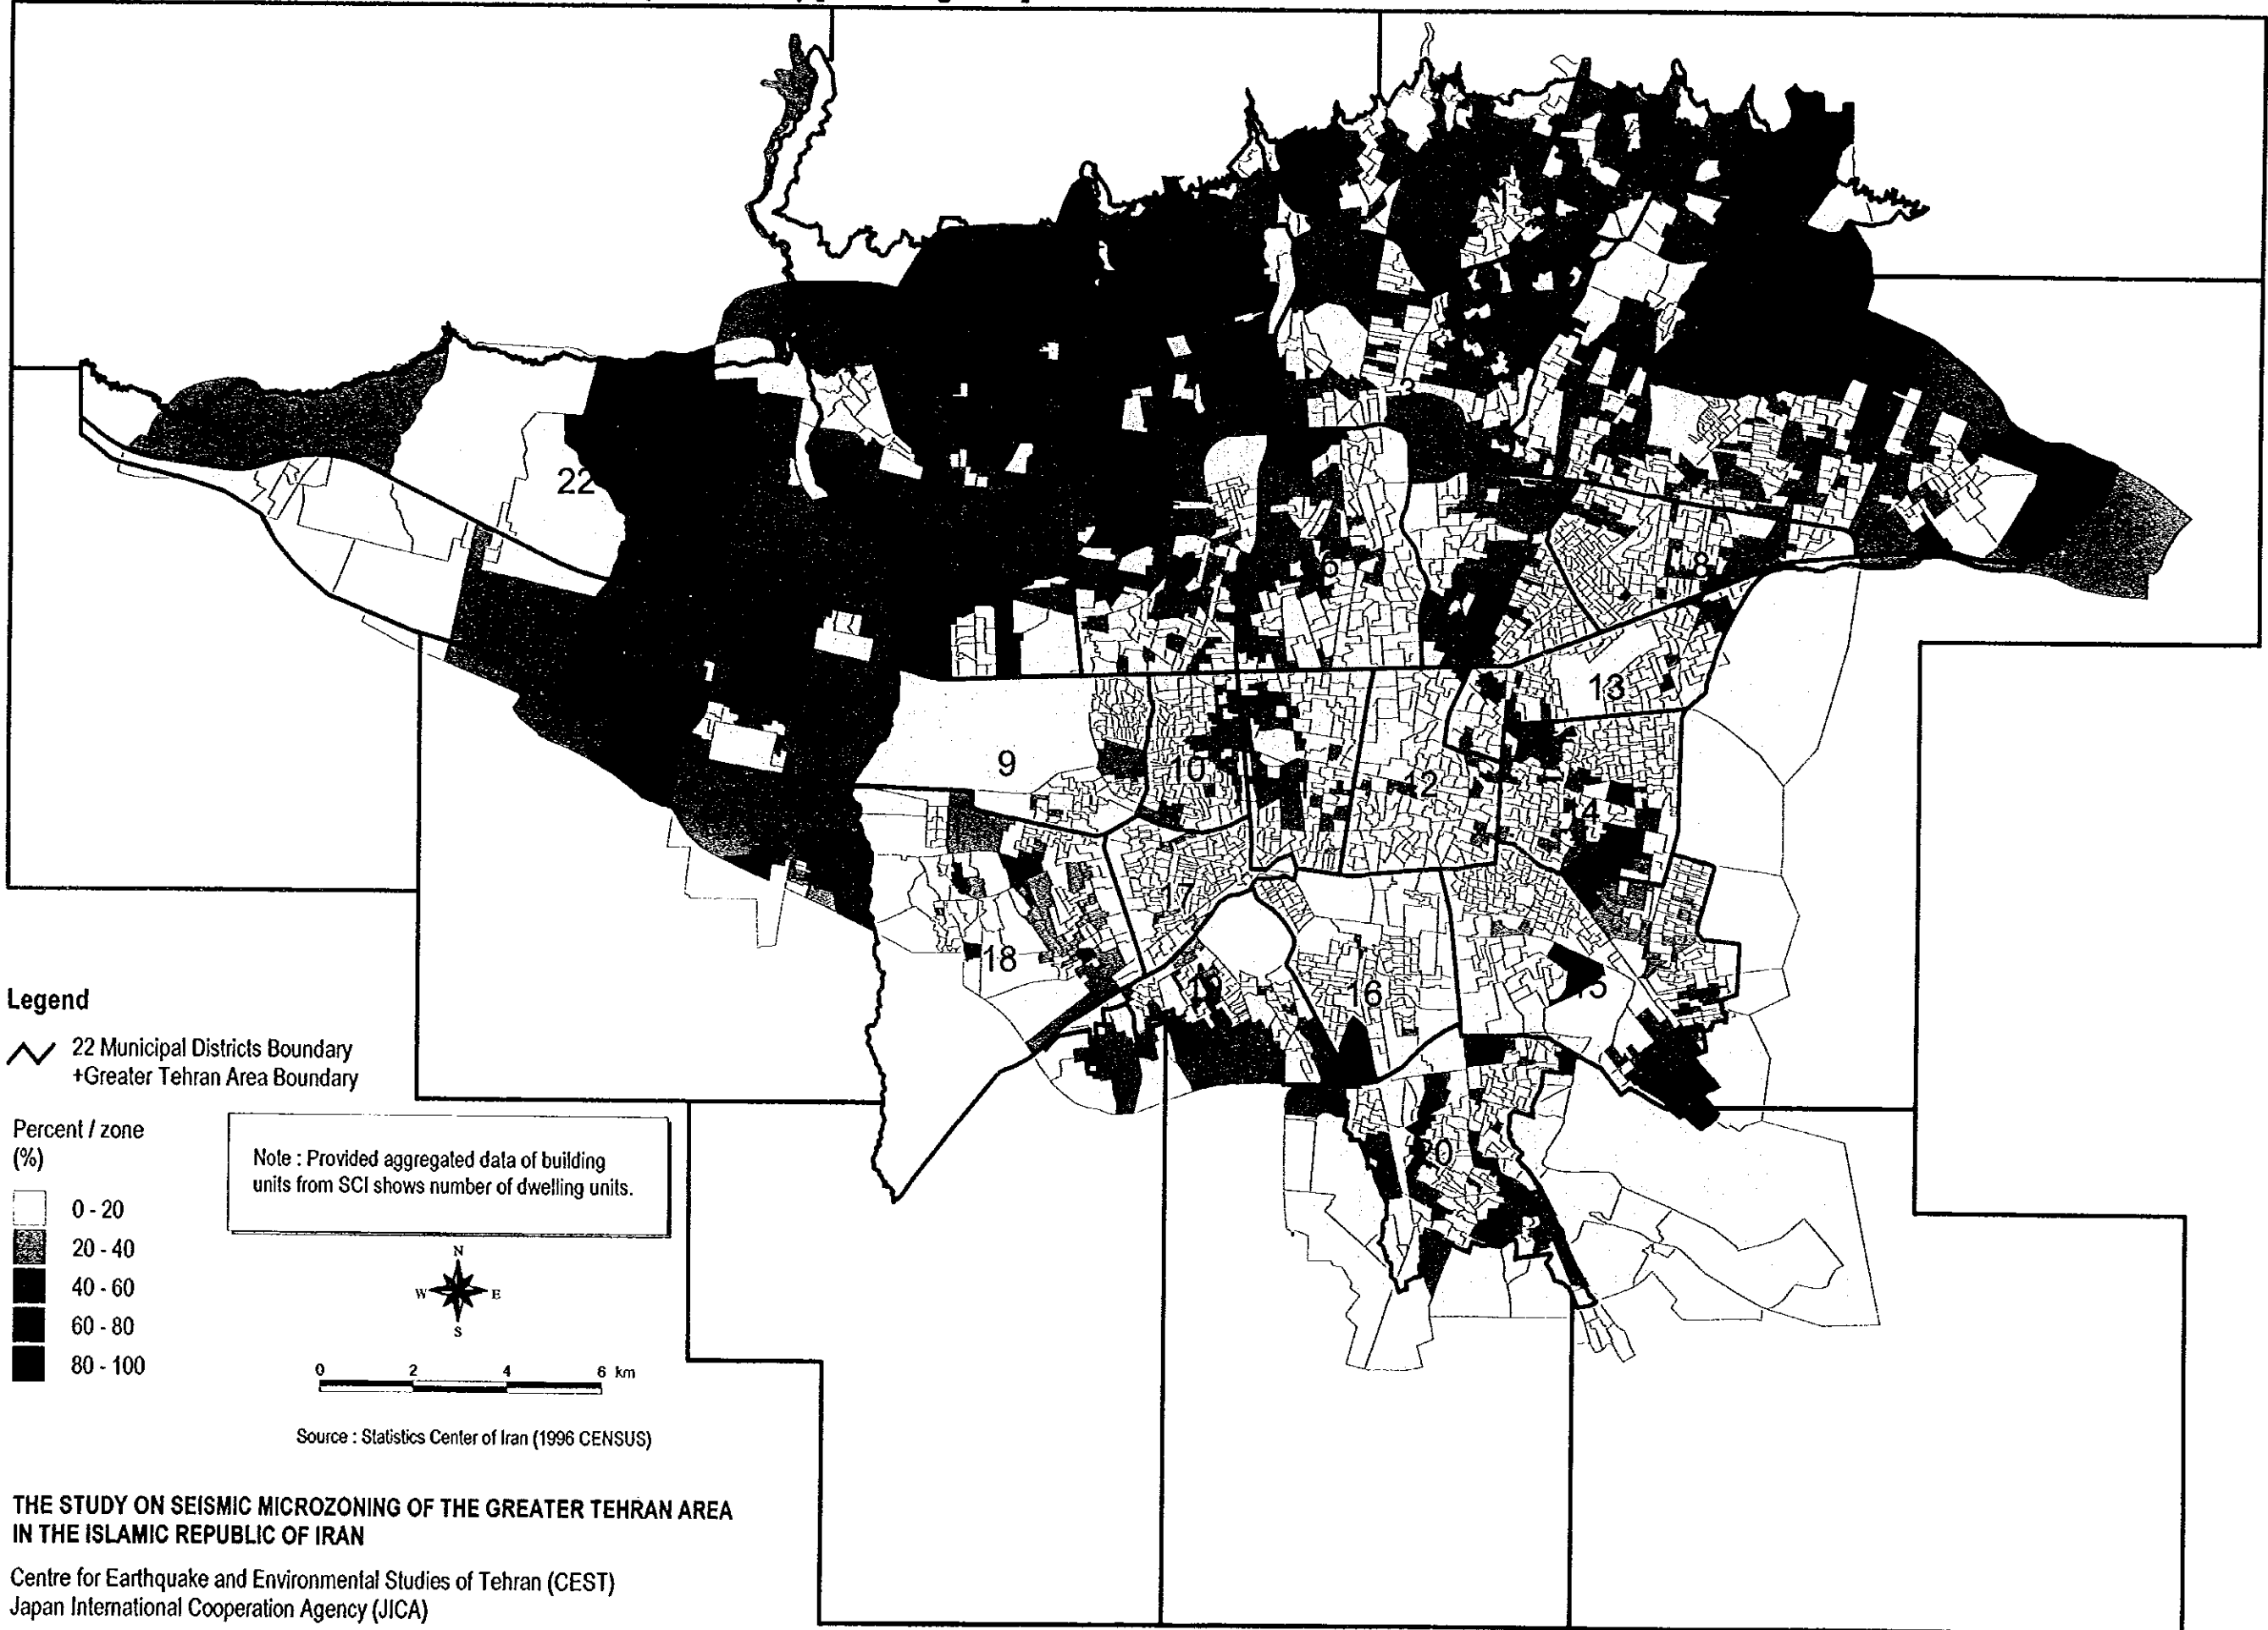 3
22
6
8
13
9
10
12
14
17
18
16
15
20
Legend
22 Municipal Districts Boundary
+Greater Tehran Area Boundary
Percent / zone
(%)
0 - 20
20 - 40
40 - 60
60 - 80
80 - 100
Note : Provided aggregated data of building
units from SCI shows number of dwelling units.
N
W E
S
0 2 4 6 km
Source : Statistics Center of Iran (1996 CENSUS)
THE STUDY ON SEISMIC MICROZONING OF THE GREATER TEHRAN AREA
IN THE ISLAMIC REPUBLIC OF IRAN
Centre for Earthquake and Environmental Studies of Tehran (CEST)
Japan International Cooperation Agency (JICA)